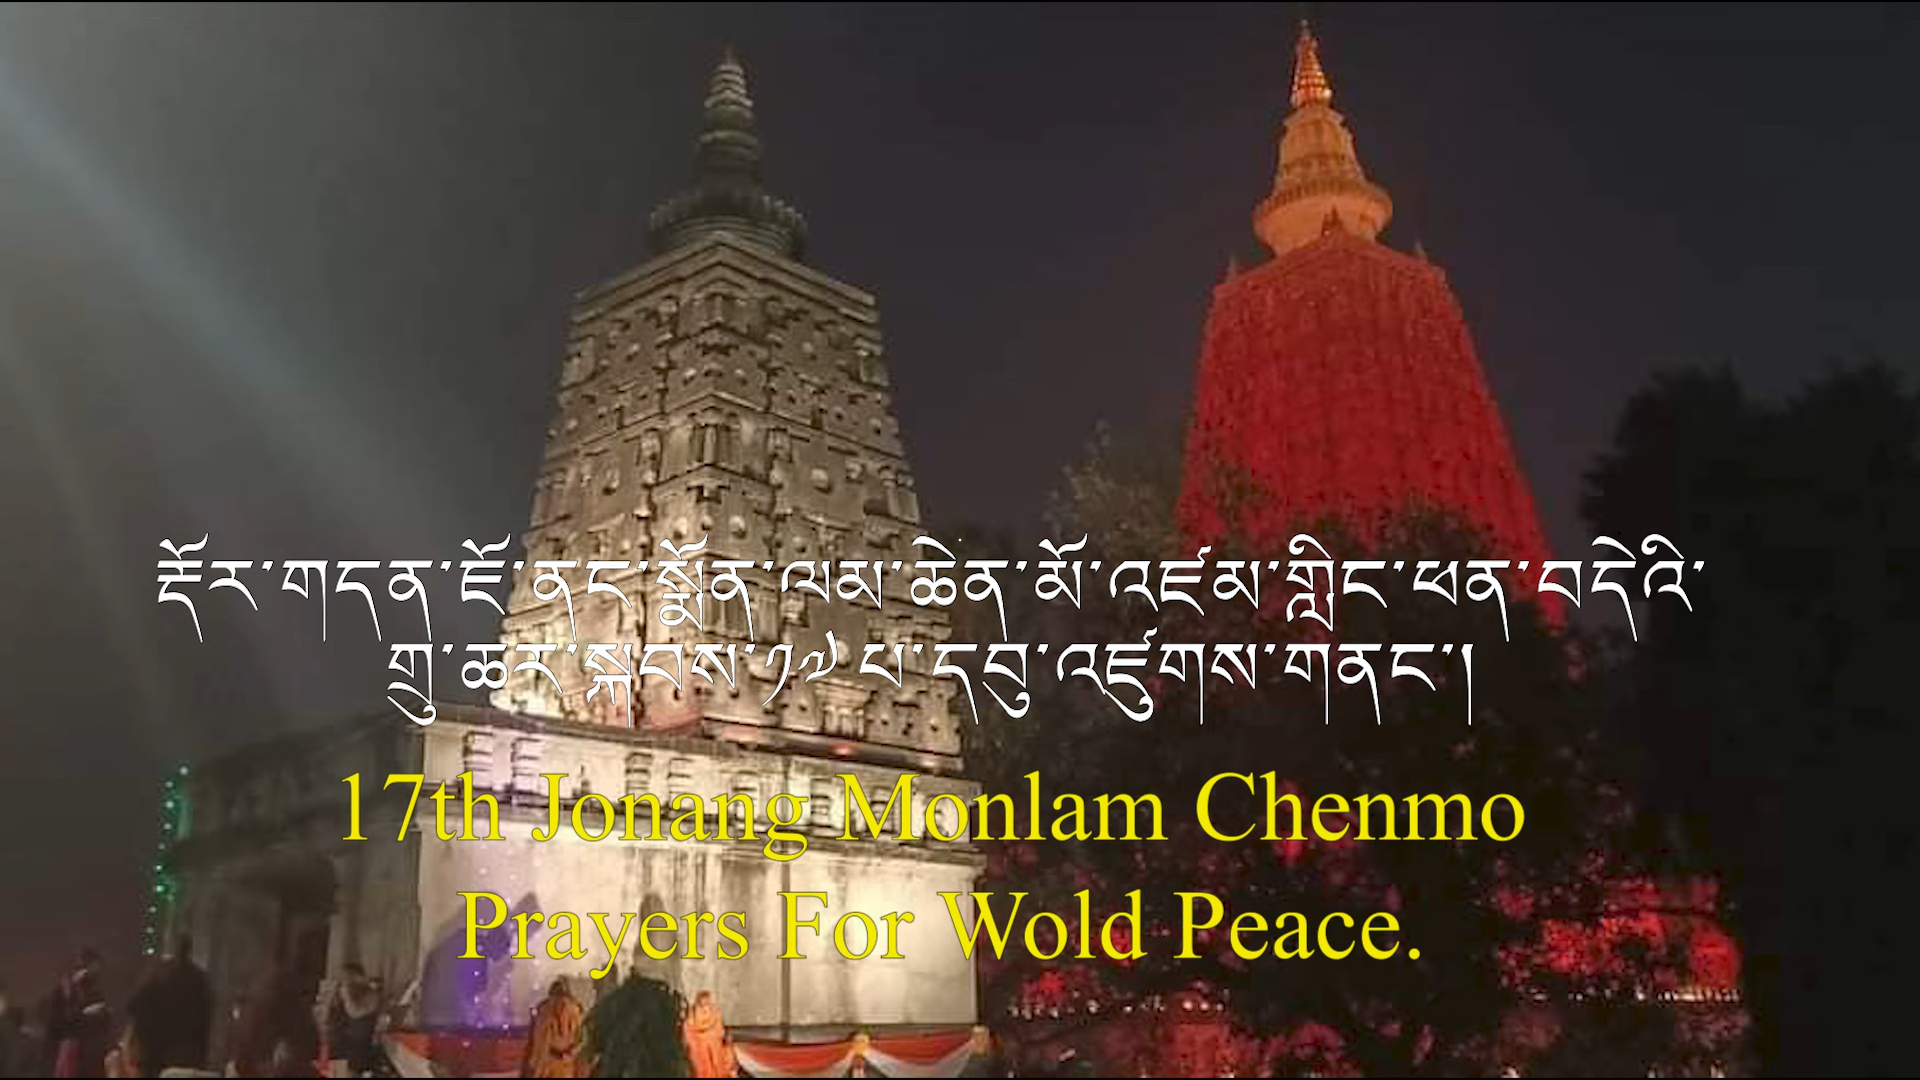 རྡོར་གདན་ཇོ་ནང་སྨོན་ལམ་ཆེན་མོ་འཛམ་གླིང་ཕན་བདེའི་
གྲུ་ཆར་སྐབས་༡༧་པ་དབུ་འཛུགས་གནང་།
17th Jonang Monlam Chenmo
Prayers For Wold Peace.